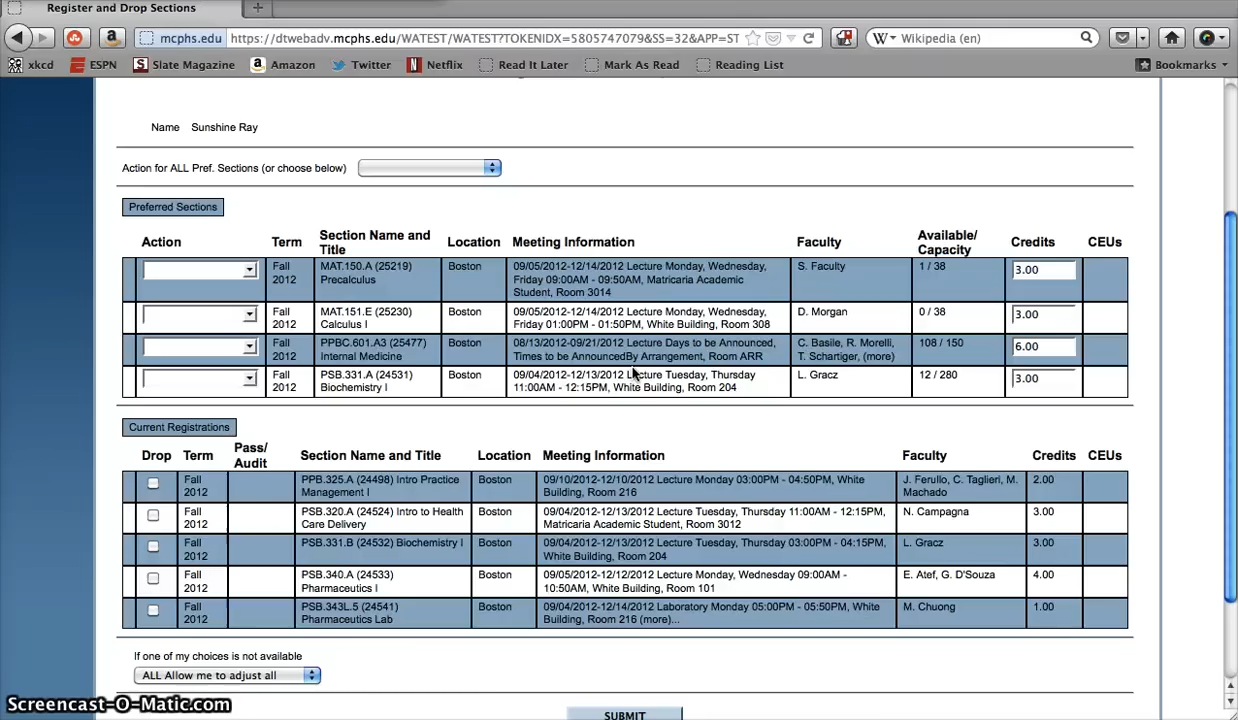 Register and Drop Sections
mcphs.edu https://dtwebadv.mcphs.edu/WATEST/WATEST?TOKENIDX=5805747079&SS=32&APP=ST Wikipedia (en)
xkcd ESPN Slate Magazine Amazon Twitter Netflix Read It Later Mark As Read Reading List Bookmarks
Name Sunshine Ray
Action for ALL Pref. Sections (or choose below)
Preferred Sections
Action Term Section Name and Title Location Meeting Information Faculty Available/ Capacity Credits CEUs
Fall 2012 MAT.150.A (25219) Precalculus Boston 09/05/2012-12/14/2012 Lecture Monday, Wednesday, Friday 09:00AM - 09:50AM, Matricaria Academic Student, Room 3014 S. Faculty 1 / 38 3.00
Fall 2012 MAT.151.E (25230) Calculus I Boston 09/05/2012-12/14/2012 Lecture Monday, Wednesday, Friday 01:00PM - 01:50PM, White Building, Room 308 D. Morgan 0 / 38 3.00
Fall 2012 PPBC.601.A3 (25477) Internal Medicine Boston 08/13/2012-09/21/2012 Lecture Days to be Announced, Times to be AnnouncedBy Arrangement, Room ARR C. Basile, R. Morelli, T. Schartiger, (more) 108 / 150 6.00
Fall 2012 PSB.331.A (24531) Biochemistry I Boston 09/04/2012-12/13/2012 Lecture Tuesday, Thursday 11:00AM - 12:15PM, White Building, Room 204 L. Gracz 12 / 280 3.00
Current Registrations
Drop Term Pass/ Audit Section Name and Title Location Meeting Information Faculty Credits CEUs
Fall 2012 PPB.325.A (24498) Intro Practice Management I Boston 09/10/2012-12/10/2012 Lecture Monday 03:00PM - 04:50PM, White Building, Room 216 J. Ferullo, C. Taglieri, M. Machado 2.00
Fall 2012 PSB.320.A (24524) Intro to Health Care Delivery Boston 09/04/2012-12/13/2012 Lecture Tuesday, Thursday 11:00AM - 12:15PM, Matricaria Academic Student, Room 3012 N. Campagna 3.00
Fall 2012 PSB.331.B (24532) Biochemistry I Boston 09/04/2012-12/13/2012 Lecture Tuesday, Thursday 03:00PM - 04:15PM, White Building, Room 204 L. Gracz 3.00
Fall 2012 PSB.340.A (24533) Pharmaceutics I Boston 09/05/2012-12/12/2012 Lecture Monday, Wednesday 09:00AM - 10:50AM, White Building, Room 101 E. Atef, G. D'Souza 4.00
Fall 2012 PSB.343L.5 (24541) Pharmaceutics Lab Boston 09/04/2012-12/14/2012 Laboratory Monday 05:00PM - 05:50PM, White Building, Room 216 (more)... M. Chuong 1.00
If one of my choices is not available
ALL Allow me to adjust all
SUBMIT
Screencast-O-Matic.com